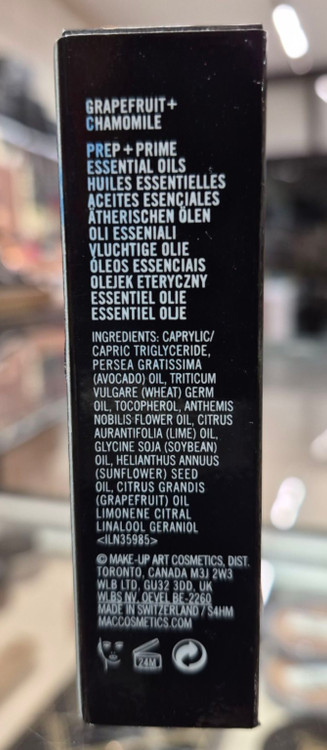 GRAPEFRUIT+
CHAMOMILE
PREP + PRIME
ESSENTIAL OILS
HUILES ESSENTIELLES
ACEITES ESENCIALES
ÄTHERISCHEN ÖLEN
OLI ESSENIALI
VLUCHTIGE OLIE
ÓLEOS ESSENCIAIS
OLEJEK ETERYCZNY
ESSENTIEL OLIE
ESSENTIEL OLJE
INGREDIENTS: CAPRYLIC/
CAPRIC TRIGLYCERIDE,
PERSEA GRATISSIMA
(AVOCADO) OIL, TRITICUM
VULGARE (WHEAT) GERM
OIL, TOCOPHEROL, ANTHEMIS
NOBILIS FLOWER OIL, CITRUS
AURANTIFOLIA (LIME) OIL,
GLYCINE SOJA (SOYBEAN)
OIL, HELIANTHUS ANNUUS
(SUNFLOWER) SEED
OIL, CITRUS GRANDIS
(GRAPEFRUIT) OIL
LIMONENE CITRAL
LINALOOL GERANIOL
<ILN35985>
© MAKE-UP ART COSMETICS, DIST.
TORONTO, CANADA M3J 2W3
WLB LTD, GU32 3DD, UK
WLBS NV, OEVEL BE-2260
MADE IN SWITZERLAND / S4HM
MACCOSMETICS.COM
24M